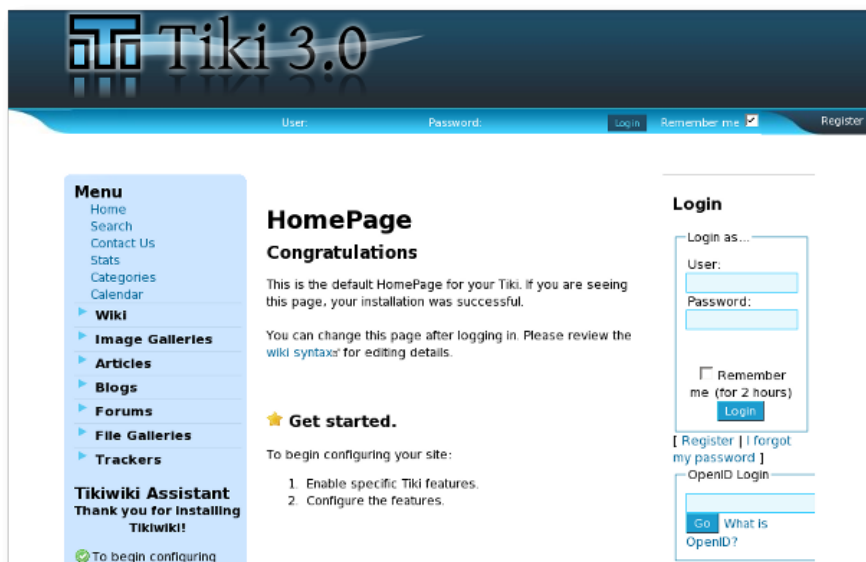 Tiki 3.0
User: Password: Login Remember me Register
Menu
Home
Search
Contact Us
Stats
Categories
Calendar
Wiki
Image Galleries
Articles
Blogs
Forums
File Galleries
Trackers
Tikiwiki Assistant
Thank you for installing
Tikiwiki!
To begin configuring
HomePage
Congratulations
This is the default HomePage for your Tiki. If you are seeing
this page, your installation was successful.
You can change this page after logging in. Please review the
wiki syntax for editing details.
Get started.
To begin configuring your site:
1. Enable specific Tiki features.
2. Configure the features.
Login
Login as...
User:
Password:
Remember
me (for 2 hours)
Login
[ Register | I forgot
my password ]
OpenID Login
Go What is
OpenID?